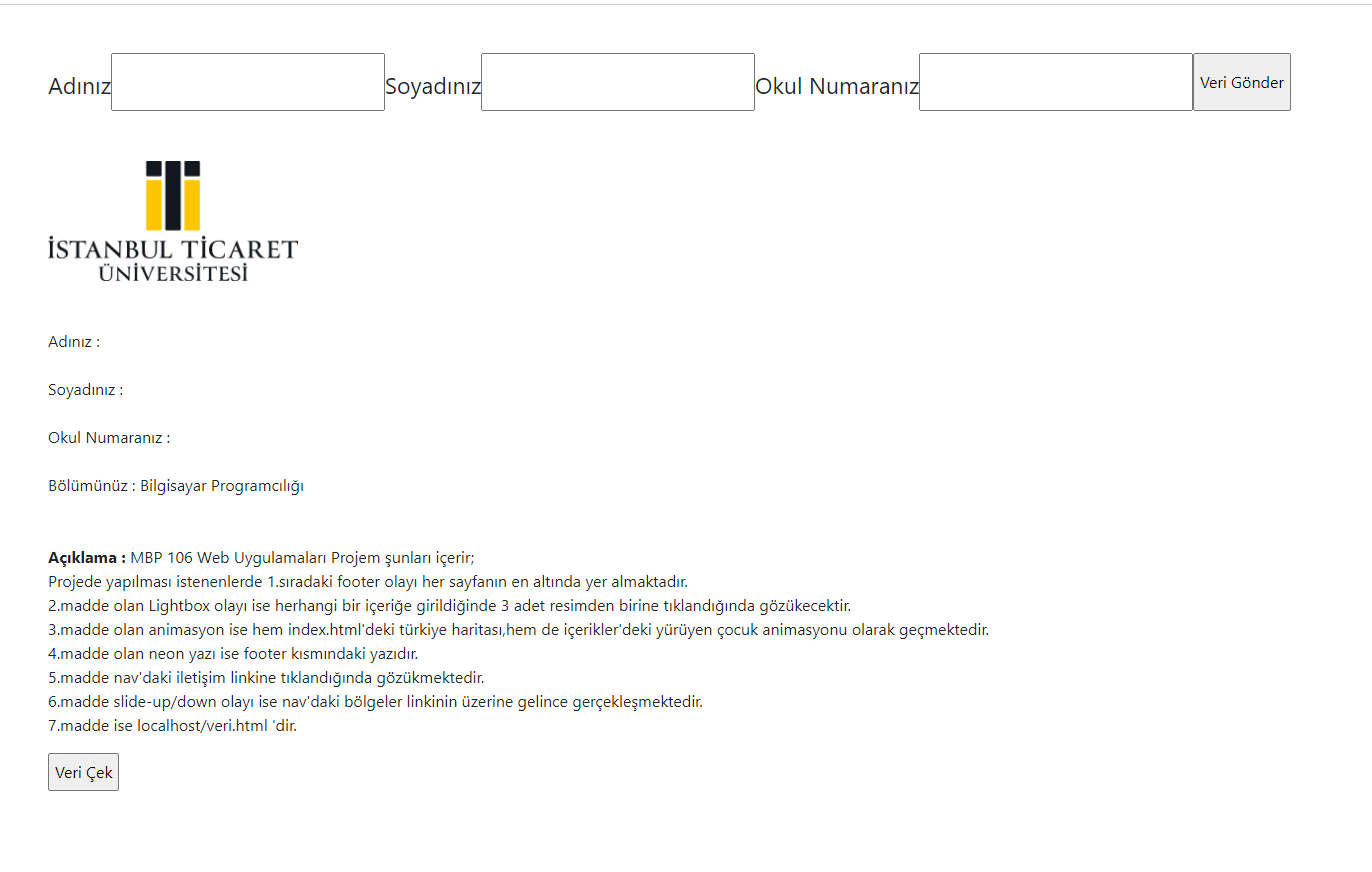 Adınız Soyadınız Okul Numaranız Veri Gönder
İSTANBUL TİCARET
ÜNİVERSİTESİ
Adınız :
Soyadınız :
Okul Numaranız :
Bölümünüz : Bilgisayar Programcılığı
Açıklama : MBP 106 Web Uygulamaları Projem şunları içerir;
Projede yapılması istenenlerde 1.sıradaki footer olayı her sayfanın en altında yer almaktadır.
2.madde olan Lightbox olayı ise herhangi bir içeriğe girildiğinde 3 adet resimden birine tıklandığında gözükecektir.
3.madde olan animasyon ise hem index.html'deki türkiye haritası,hem de içerikler'deki yürüyen çocuk animasyonu olarak geçmektedir.
4.madde olan neon yazı ise footer kısmındaki yazıdır.
5.madde nav'daki iletişim linkine tıklandığında gözükmektedir.
6.madde slide-up/down olayı ise nav'daki bölgeler linkinin üzerine gelince gerçekleşmektedir.
7.madde ise localhost/veri.html 'dir.
Veri Çek